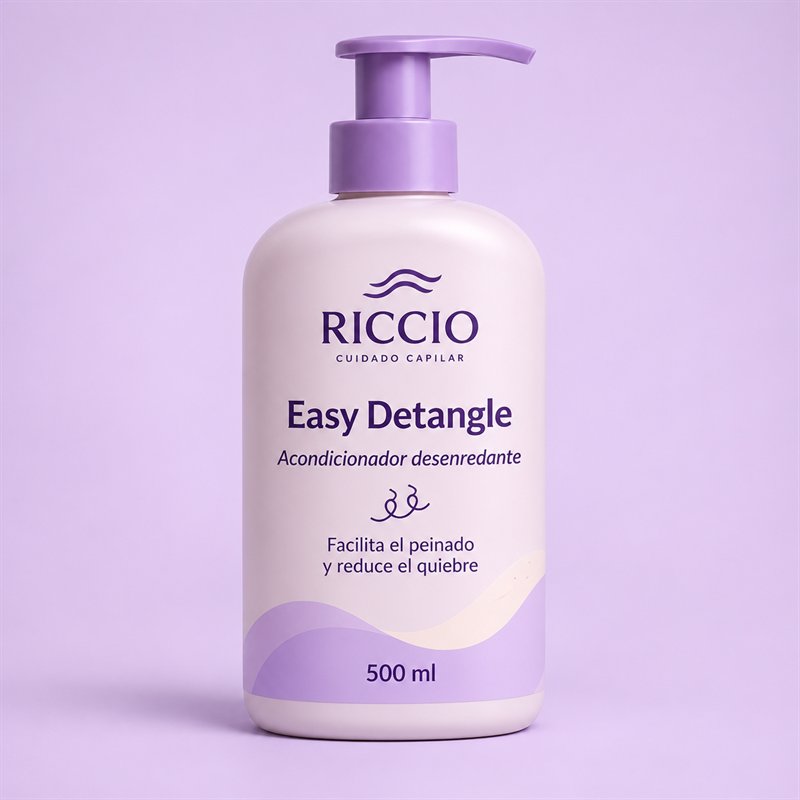 RICCIO
CUIDADO CAPILAR
Easy Detangle
Acondicionador desenredante
Facilita el peinado
y reduce el quiebre
500 ml